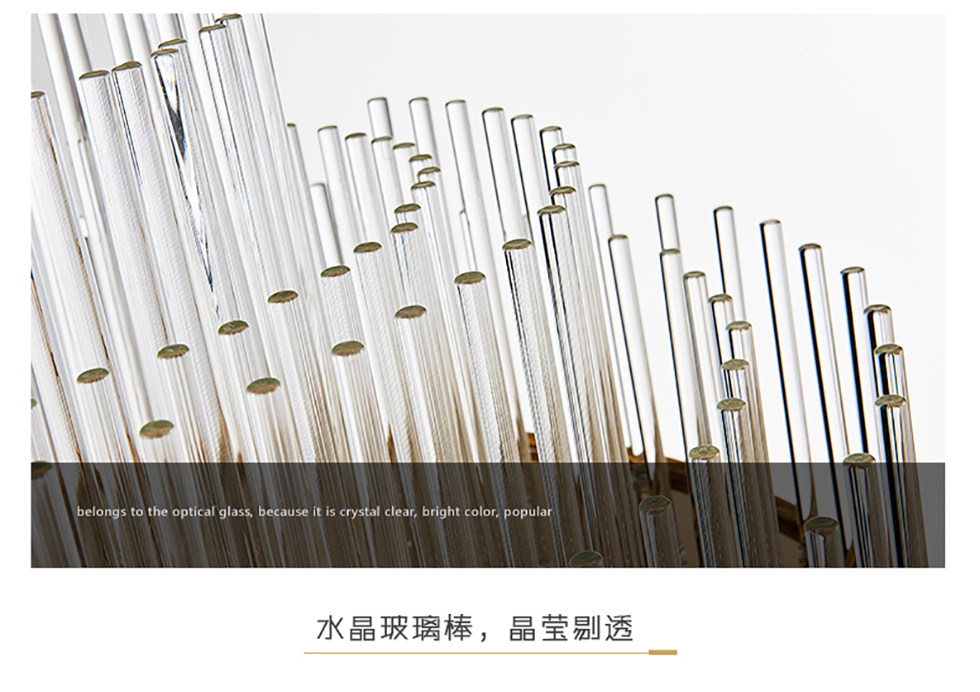 belongs to the optical glass, because it is crystal clear, bright color, popular
水晶玻璃棒，晶莹剔透